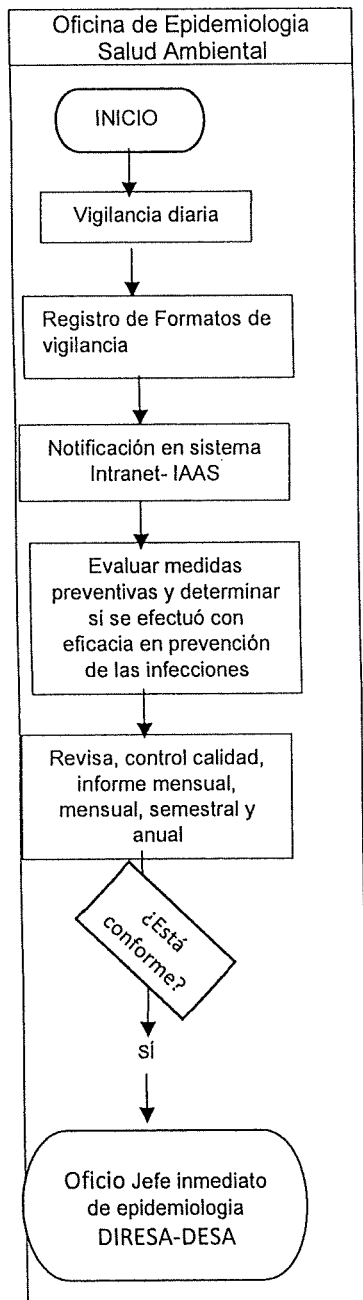 Oficina de Epidemiologia
Salud Ambiental
INICIO
Vigilancia diaria
Registro de Formatos de
vigilancia
Notificación en sistema
Intranet- IAAS
Evaluar medidas
preventivas y determinar
si se efectuó con
eficacia en prevención
de las infecciones
Revisa, control calidad,
informe mensual,
mensual, semestral y
anual
¿Está
conforme?
SÍ
Oficio Jefe inmediato
de epidemiologia
DIRESA-DESA